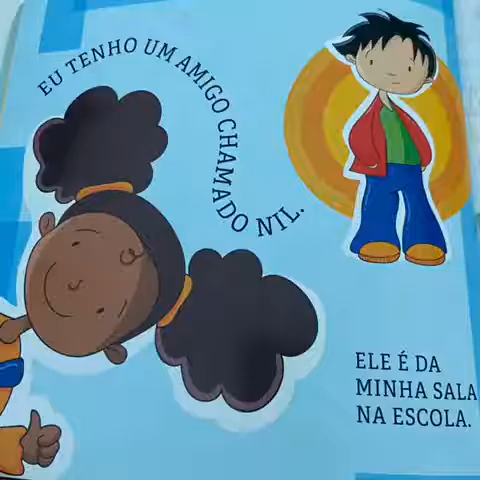 EU TENHO UM AMIGO CHAMADO NIL.
ELE É DA
MINHA SALA
NA ESCOLA.